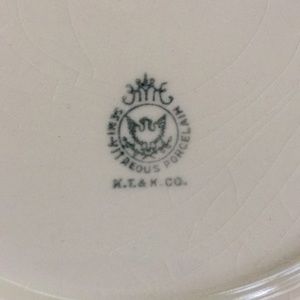 SEMI-VITREOUS PORCELAIN
K.T. & K. CO.